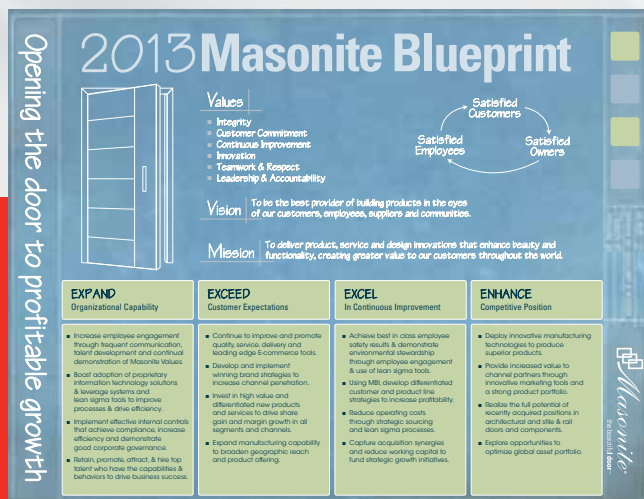 Opening the door to profitable growth
2013 Masonite Blueprint
Values
Integrity
Customer Commitment
Continuous Improvement
Innovation
Teamwork & Respect
Leadership & Accountability
Satisfied
Customers
Satisfied
Employees
Satisfied
Owners
Vision
To be the best provider of building products in the eyes
of our customers, employees, suppliers and communities.
Mission
To deliver product, service and design innovations that enhance beauty and
functionality, creating greater value to our customers throughout the world.
EXPAND
Organizational Capability
Increase employee engagement
through frequent communication,
talent development and continual
demonstration of Masonite Values.
Boost adoption of proprietary
information technology solutions
& leverage systems and
lean sigma tools to improve
processes & drive efficiency.
Implement effective internal controls
that achieve compliance, increase
efficiency and demonstrate
good corporate governance.
Retain, promote, attract, & hire top
talent who have the capabilities &
behaviors to drive business success.
EXCEED
Customer Expectations
Continue to improve and promote
quality, service, delivery and
leading edge E-commerce tools.
Develop and implement
winning brand strategies to
increase channel penetration.
Invest in high value and
differentiated new products
and services to drive share
gain and margin growth in all
segments and channels.
Expand manufacturing capability
to broaden geographic reach
and product offering.
EXCEL
In Continuous Improvement
Achieve best in class employee
safety results & demonstrate
environmental stewardship
through employee engagement
& use of lean sigma tools.
Using MBI, develop differentiated
customer and product line
strategies to increase profitability.
Reduce operating costs
through strategic sourcing
and lean sigma processes.
Capture acquisition synergies
and reduce working capital to
fund strategic growth initiatives.
ENHANCE
Competitive Position
Deploy innovative manufacturing
technologies to produce
superior products.
Provide increased value to
channel partners through
innovative marketing tools and
a strong product portfolio.
Realize the full potential of
recently acquired positions in
architectural and stile & rail
doors and components.
Explore opportunities to
optimize global asset portfolio.
Masonite®
the beautiful door™